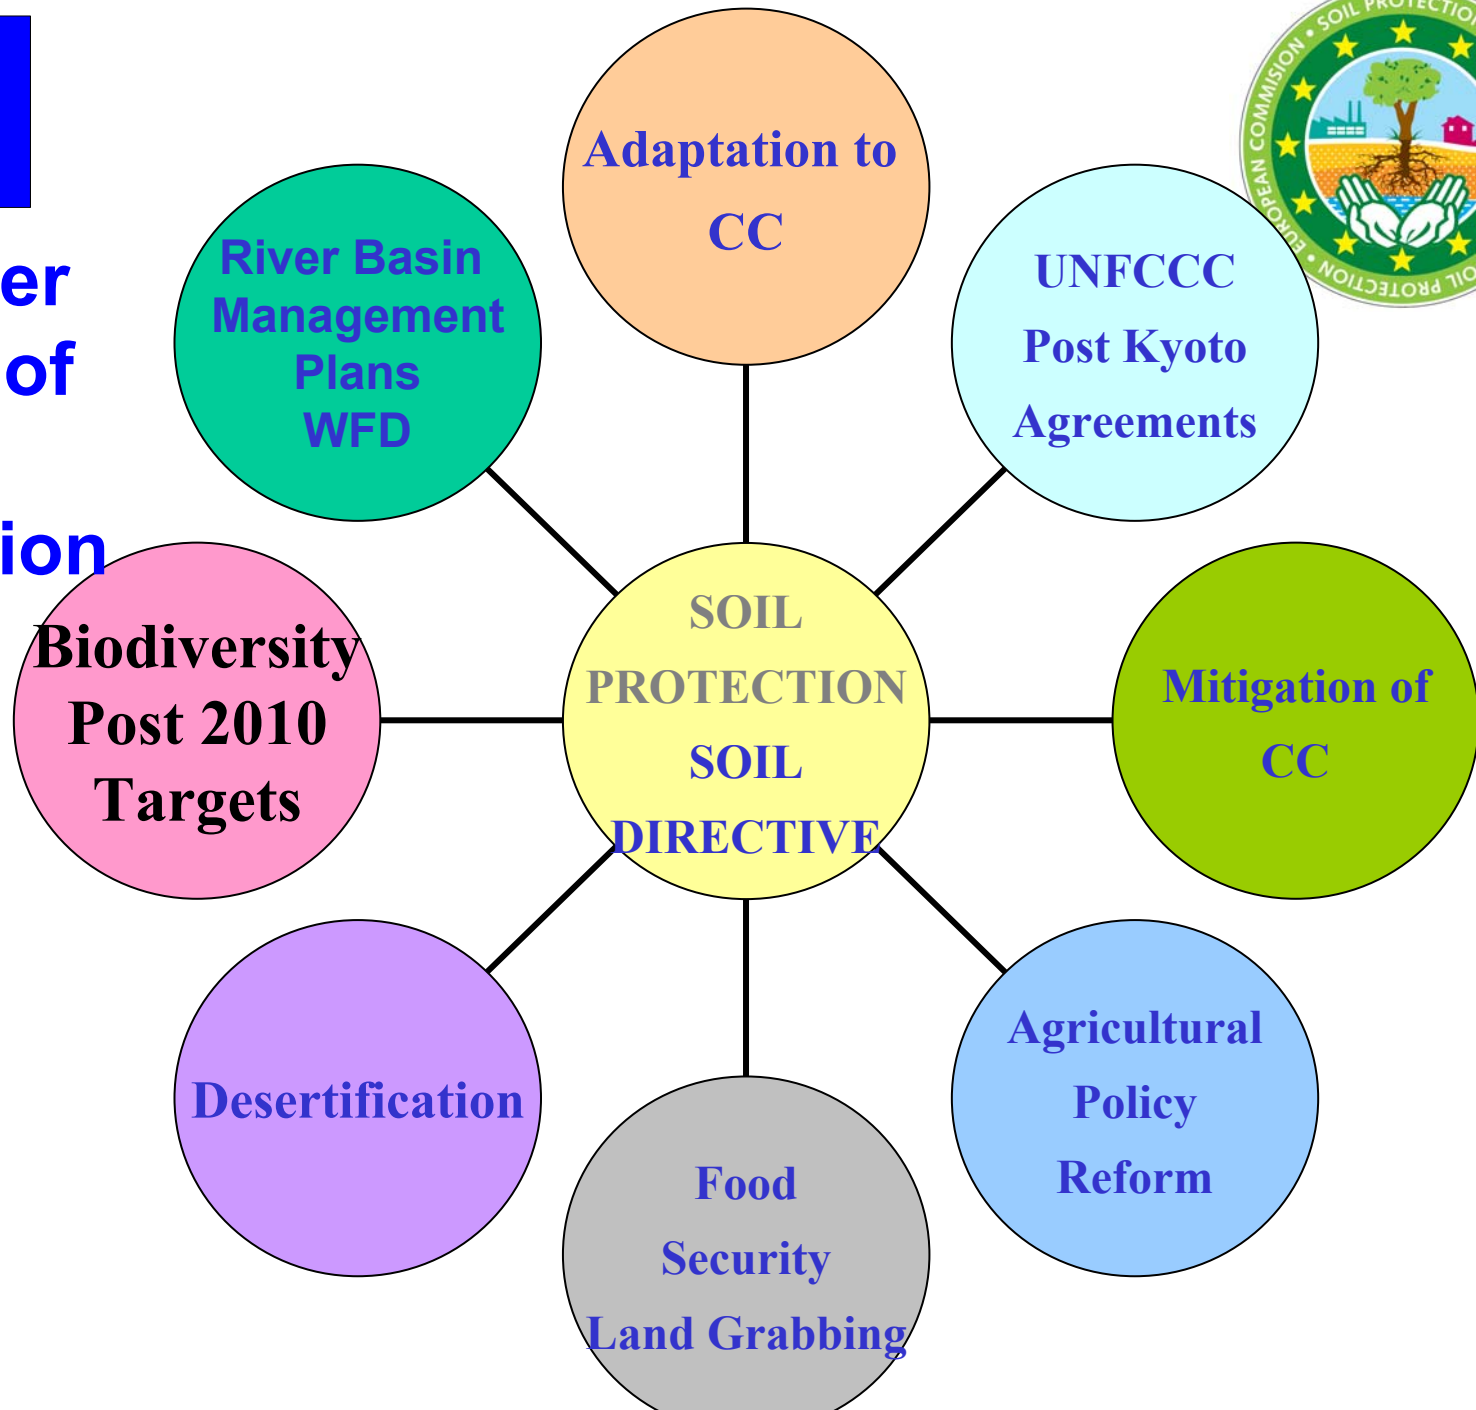 er
of
ion
Adaptation to
CC
River Basin
Management
Plans
WFD
UNFCCC
Post Kyoto
Agreements
Biodiversity
Post 2010
Targets
SOIL
PROTECTION
SOIL
DIRECTIVE
Mitigation of
CC
Desertification
Agricultural
Policy
Reform
Food
Security
Land Grabbing
EUROPEAN COMMISION • SOIL PROTECTION
OIL PROTECTION •